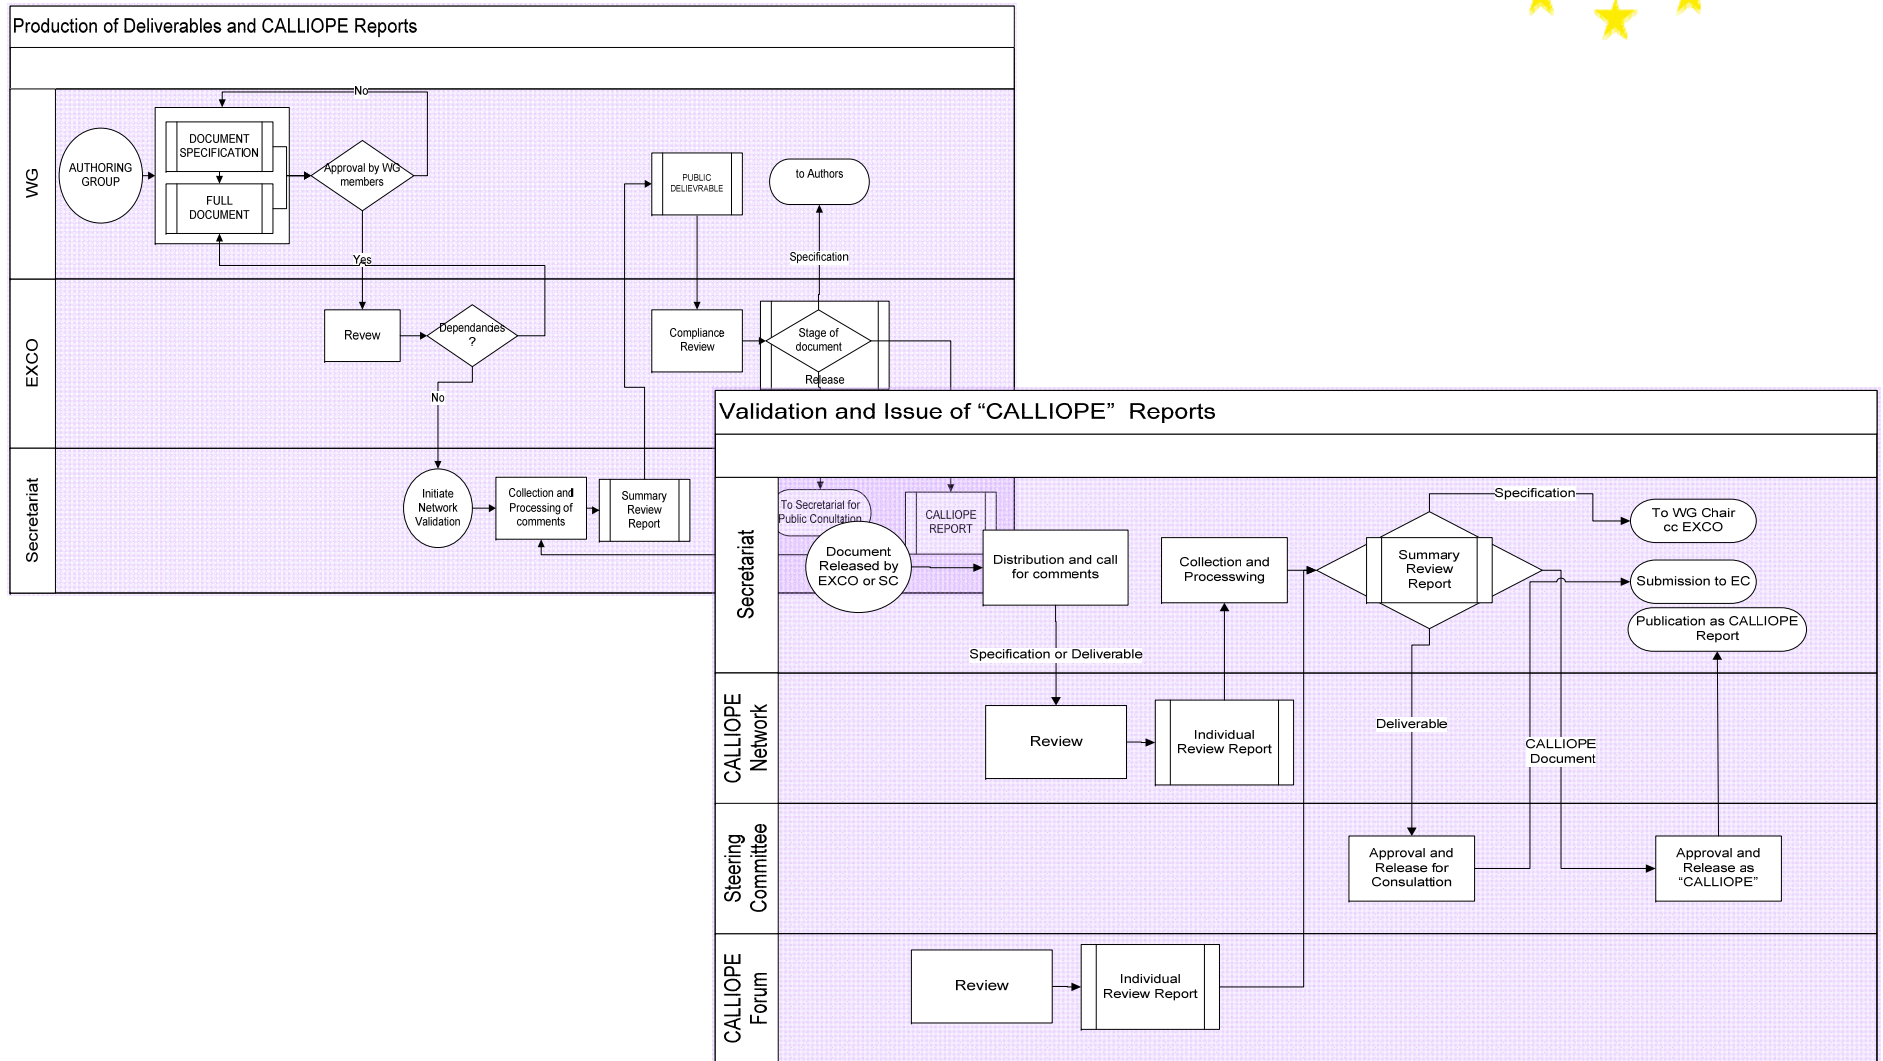 Production of Deliverables and CALLIOPE Reports
WG
No
AUTHORING
GROUP
DOCUMENT
SPECIFICATION
FULL
DOCUMENT
Approval by WG
members
Yes
PUBLIC
DELIEVRABLE
to Authors
Specification
EXCO
Revew
Dependancies
?
No
Compliance
Review
Stage of
document
Release
Secretariat
Initiate
Network
Validation
Collection and
Processing of
comments
Summary
Review
Report
To Secretarial for
Public Conultation
CALLIOPE
REPORT
Validation and Issue of “CALLIOPE” Reports
Secretariat
Document
Released by
EXCO or SC
Distribution and call
for comments
Specification or Deliverable
Collection and
Processwing
Summary
Review
Report
Specification
To WG Chair
cc EXCO
Submission to EC
Publication as CALLIOPE
Report
CALLIOPE
Network
Review
Individual
Review Report
Deliverable
CALLIOPE
Document
Steering
Committee
Approval and
Release for
Consulattion
Approval and
Release as
“CALLIOPE”
CALLIOPE
Forum
Review
Individual
Review Report